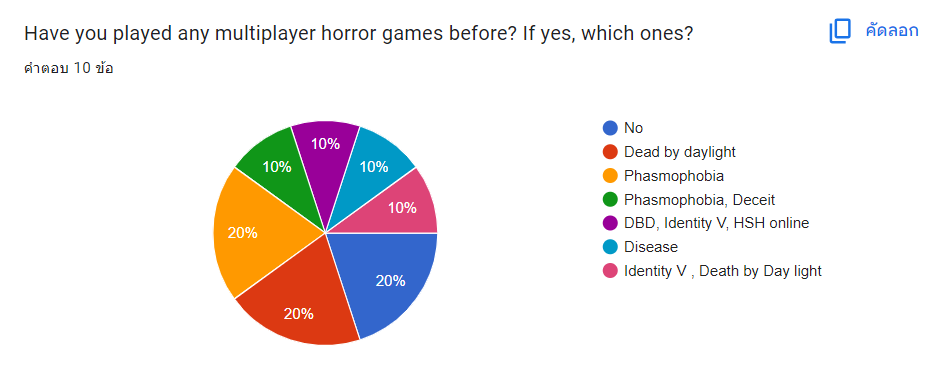 Have you played any multiplayer horror games before? If yes, which ones?
คัดลอก
คำตอบ 10 ข้อ
10%
10%
10%
10%
20%
20%
20%
No
Dead by daylight
Phasmophobia
Phasmophobia, Deceit
DBD, Identity V, HSH online
Disease
Identity V , Death by Day light